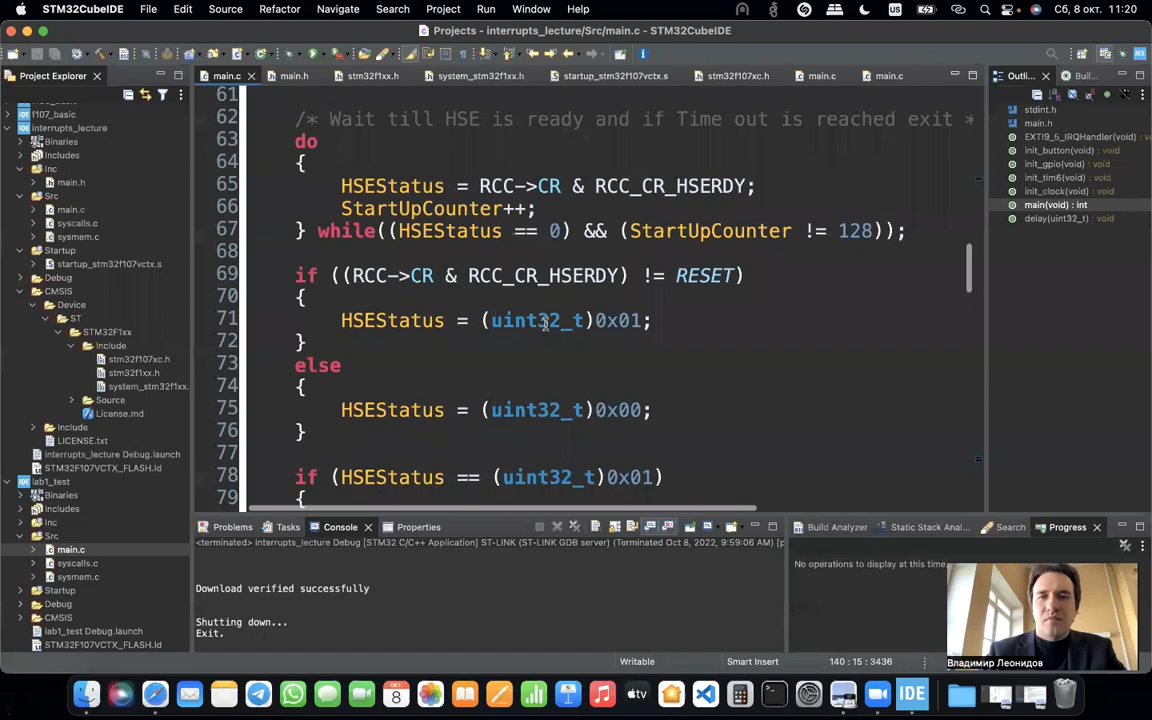 STM32CubeIDE File Edit Source Refactor Navigate Search Project Run Window Help US Сб, 8 окт. 11:20
Projects - interrupts_lecture/Src/main.c - STM32CubeIDE
Project Explorer
main.c main.h stm32f1xx.h system_stm32f1xx.h startup_stm32f107vctx.s stm32f107xc.h main.c main.c
Outli... Buil...
f107_basic
interrupts_lecture
Binaries
Includes
Inc
main.h
Src
main.c
syscalls.c
sysmem.c
Startup
startup_stm32f107vctx.s
Debug
CMSIS
Device
ST
STM32F1xx
Include
stm32f107xc.h
stm32f1xx.h
system_stm32f1xx.
Source
License.md
Include
LICENSE.txt
interrupts_lecture Debug.launch
STM32F107VCTX_FLASH.ld
lab1_test
Binaries
Includes
Inc
Src
main.c
syscalls.c
sysmem.c
Startup
Debug
CMSIS
lab1_test Debug.launch
STM32F107VCTX_FLASH.ld
61
62 /* Wait till HSE is ready and if Time out is reached exit *
63 do
64 {
65 HSEStatus = RCC->CR & RCC_CR_HSERDY;
66 StartUpCounter++;
67 } while((HSEStatus == 0) && (StartUpCounter != 128));
68
69 if ((RCC->CR & RCC_CR_HSERDY) != RESET)
70 {
71 HSEStatus = (uint32_t)0x01;
72 }
73 else
74 {
75 HSEStatus = (uint32_t)0x00;
76 }
77
78 if (HSEStatus == (uint32_t)0x01)
79 {
stdint.h
main.h
EXTI9_5_IRQHandler(void) :
init_button(void) : void
init_gpio(void) : void
init_tim6(void) : void
init_clock(void) : void
main(void) : int
delay(uint32_t) : void
Problems Tasks Console Properties
<terminated> interrupts_lecture Debug [STM32 C/C++ Application] ST-LINK (ST-LINK GDB server) (Terminated Oct 8, 2022, 9:59:06 AM) [p
Download verified successfully
Shutting down...
Exit.
Build Analyzer Static Stack Anal... Search Progress
No operations to display at this time.
Владимир Леонидов
Writable Smart Insert 140 : 15 : 3436
ОКТ.
8
tv
IDE